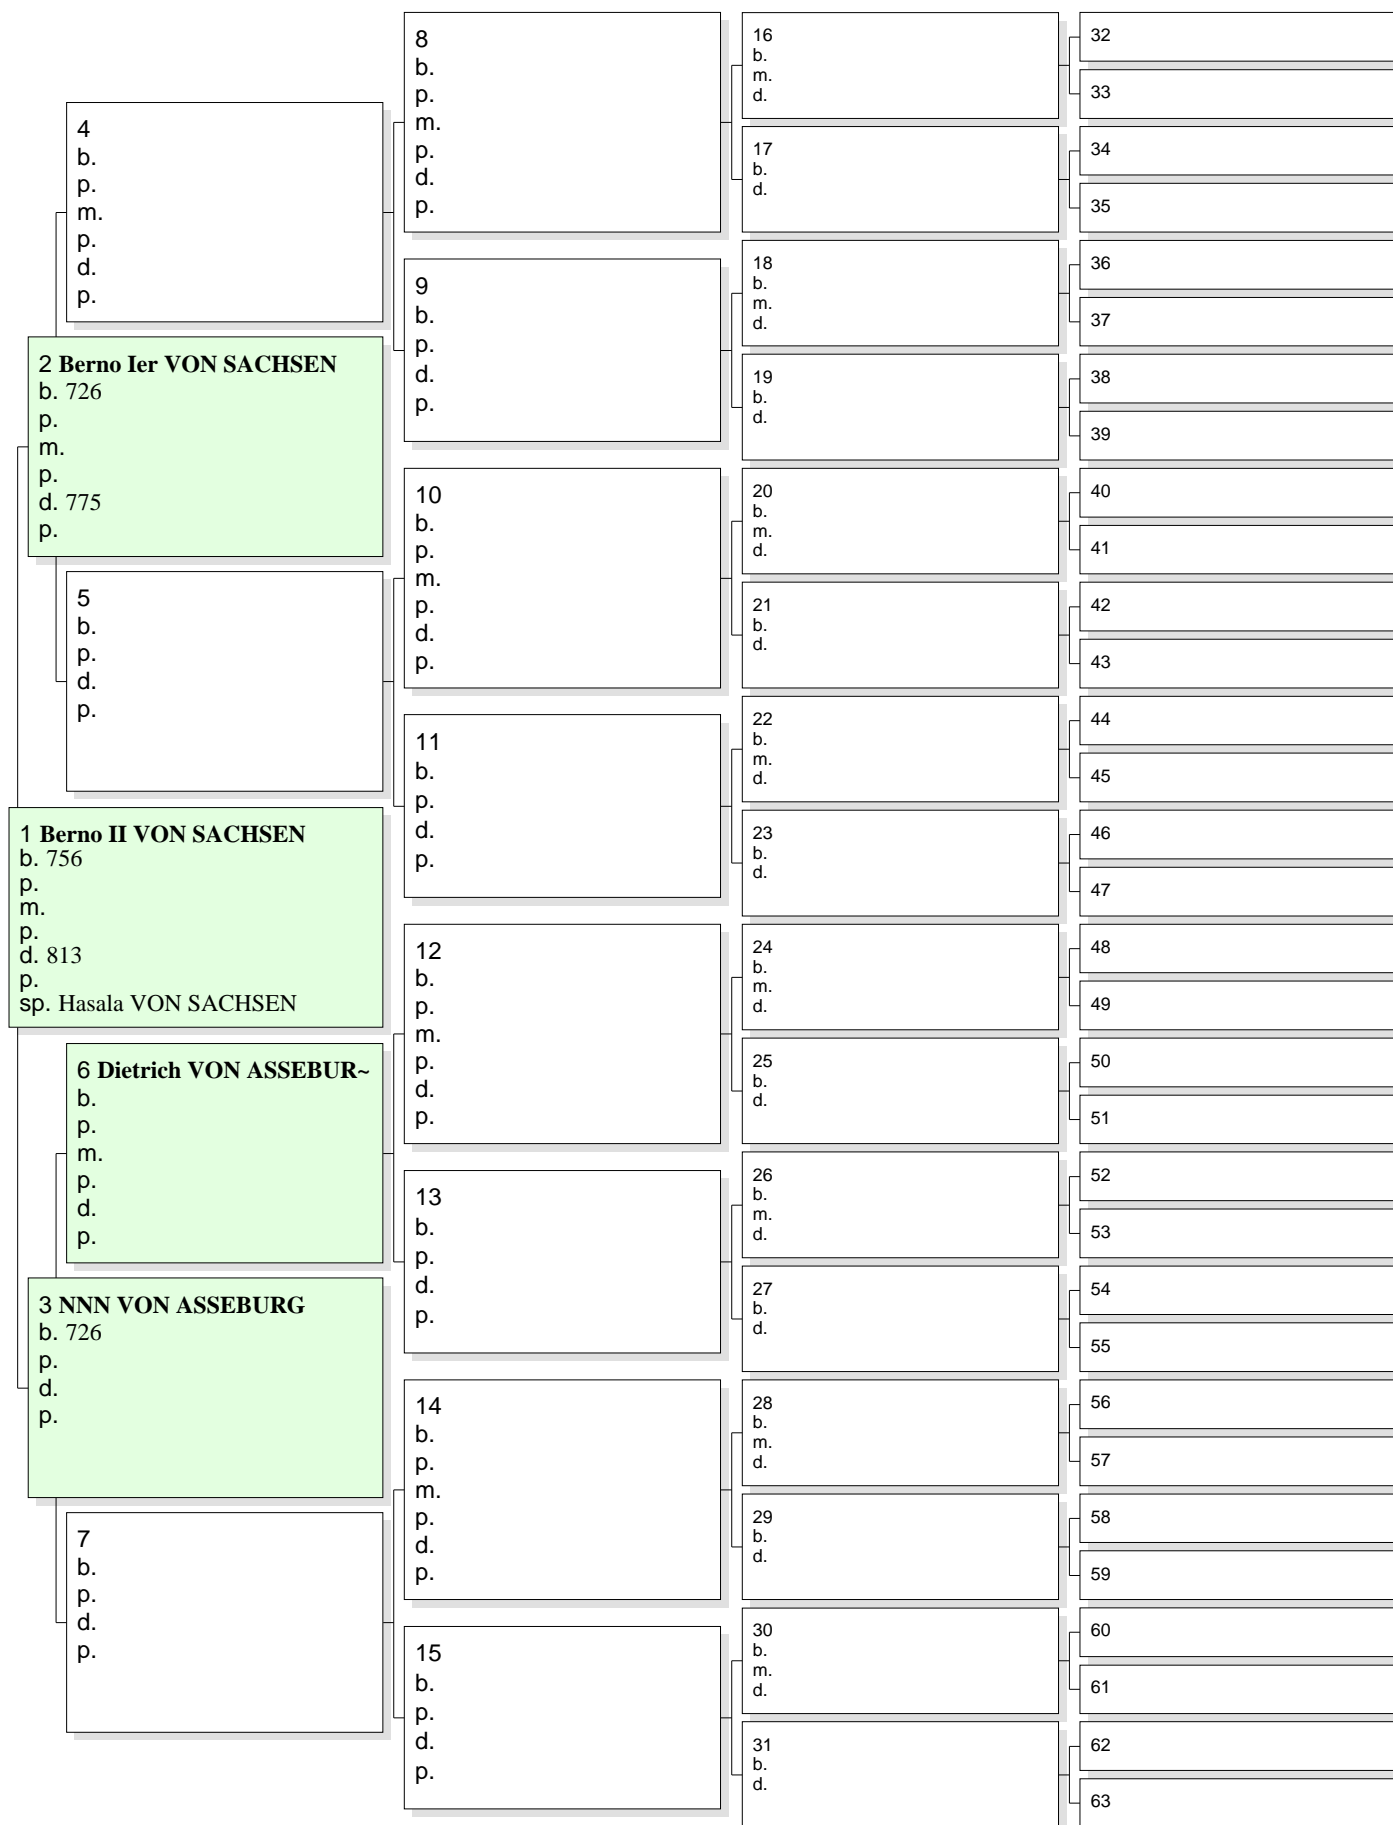 1 Berno II VON SACHSEN
b. 756
p.
m.
p.
d. 813
p.
sp. Hasala VON SACHSEN
2 Berno Ier VON SACHSEN
b. 726
p.
m.
p.
d. 775
p.
3 NNN VON ASSEBURG
b. 726
p.
d.
p.
4
b.
p.
m.
p.
d.
p.
5
b.
p.
d.
p.
6 Dietrich VON ASSEBUR~
b.
p.
m.
p.
d.
p.
7
b.
p.
d.
p.
8
b.
p.
m.
p.
d.
p.
9
b.
p.
d.
p.
10
b.
p.
m.
p.
d.
p.
11
b.
p.
d.
p.
12
b.
p.
m.
p.
d.
p.
13
b.
p.
d.
p.
14
b.
p.
m.
p.
d.
p.
15
b.
p.
d.
p.
16
b.
m.
d.
17
b.
d.
18
b.
m.
d.
19
b.
d.
20
b.
m.
d.
21
b.
d.
22
b.
m.
d.
23
b.
d.
24
b.
m.
d.
25
b.
d.
26
b.
m.
d.
27
b.
d.
28
b.
m.
d.
29
b.
d.
30
b.
m.
d.
31
b.
d.
32
33
34
35
36
37
38
39
40
41
42
43
44
45
46
47
48
49
50
51
52
53
54
55
56
57
58
59
60
61
62
63